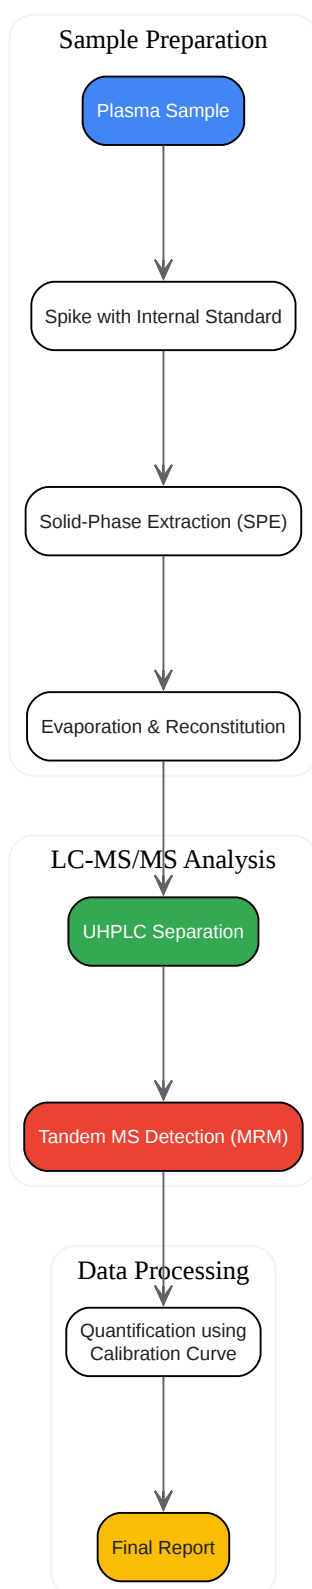 Sample Preparation
Plasma Sample
Spike with Internal Standard
Solid-Phase Extraction (SPE)
Evaporation & Reconstitution
LC-MS/MS Analysis
UHPLC Separation
Tandem MS Detection (MRM)
Data Processing
Quantification using
Calibration Curve
Final Report